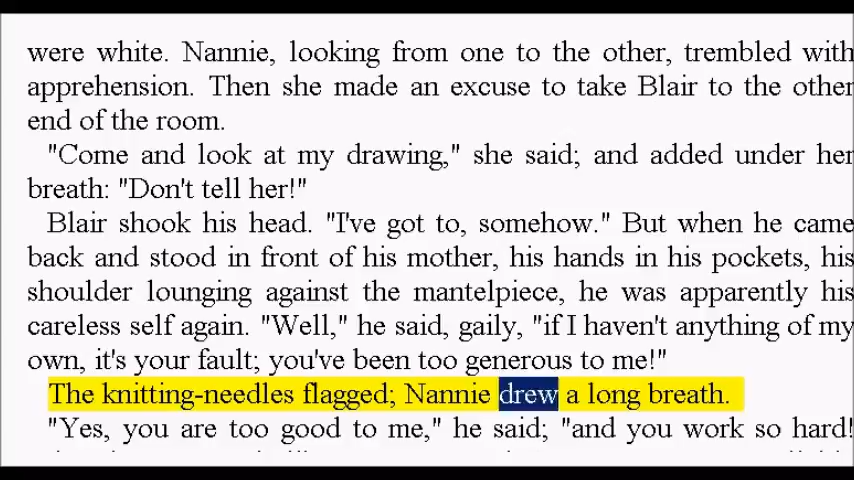 were white. Nannie, looking from one to the other, trembled with
apprehension. Then she made an excuse to take Blair to the other
end of the room.
"Come and look at my drawing," she said; and added under her
breath: "Don't tell her!"
Blair shook his head. "I've got to, somehow." But when he came
back and stood in front of his mother, his hands in his pockets, his
shoulder lounging against the mantelpiece, he was apparently his
careless self again. "Well," he said, gaily, "if I haven't anything of my
own, it's your fault; you've been too generous to me!"
The knitting-needles flagged; Nannie drew a long breath.
"Yes, you are too good to me," he said; "and you work so hard!